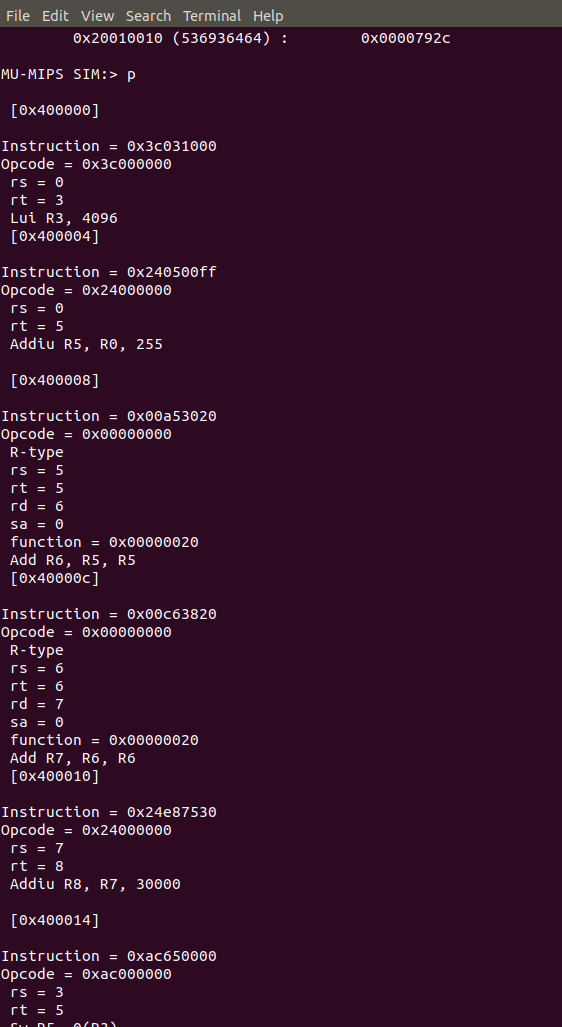 File Edit View Search Terminal Help
0x20010010 (536936464) : 0x0000792c
MU-MIPS SIM:> p
[0x400000]
Instruction = 0x3c031000
Opcode = 0x3c000000
rs = 0
rt = 3
Lui R3, 4096
[0x400004]
Instruction = 0x240500ff
Opcode = 0x24000000
rs = 0
rt = 5
Addiu R5, R0, 255
[0x400008]
Instruction = 0x00a53020
Opcode = 0x00000000
R-type
rs = 5
rt = 5
rd = 6
sa = 0
function = 0x00000020
Add R6, R5, R5
[0x40000c]
Instruction = 0x00c63820
Opcode = 0x00000000
R-type
rs = 6
rt = 6
rd = 7
sa = 0
function = 0x00000020
Add R7, R6, R6
[0x400010]
Instruction = 0x24e87530
Opcode = 0x24000000
rs = 7
rt = 8
Addiu R8, R7, 30000
[0x400014]
Instruction = 0xac650000
Opcode = 0xac000000
rs = 3
rt = 5
Sw R5, 0(R3)